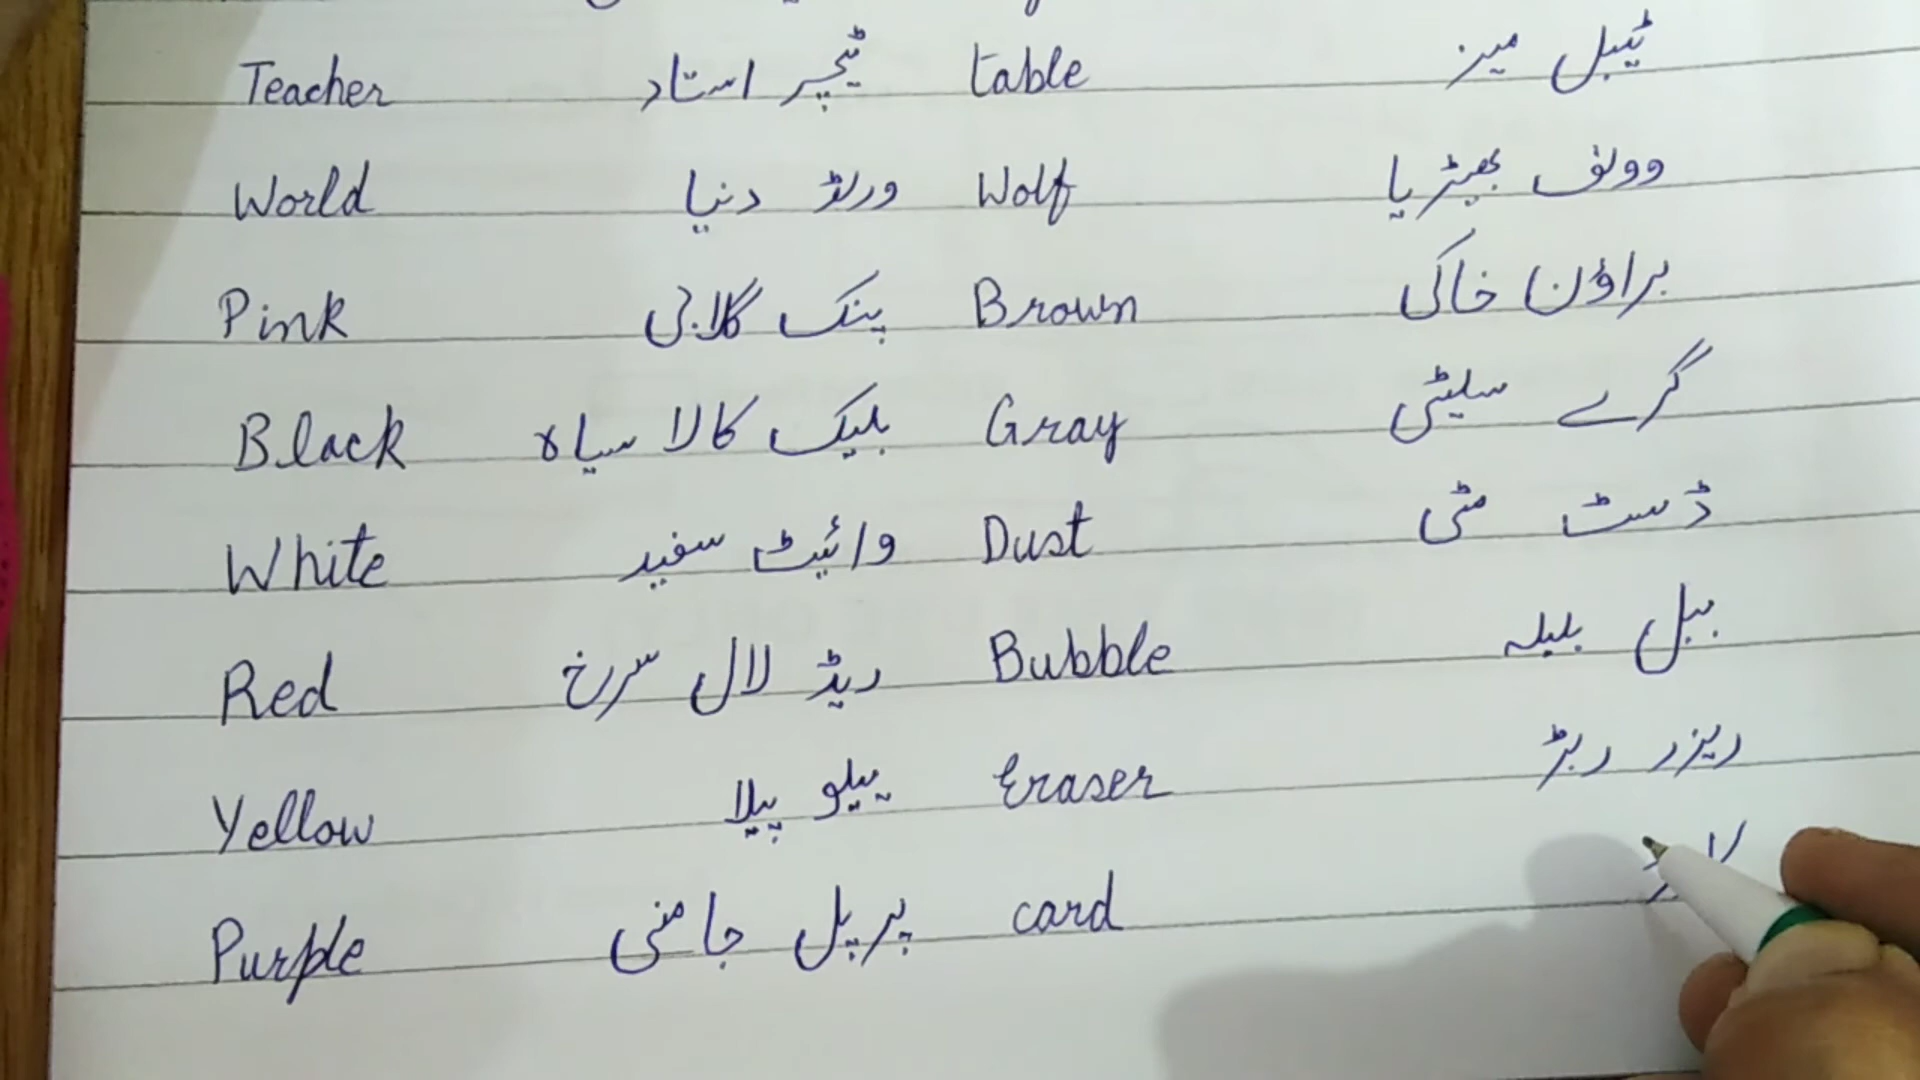 Teacher ٹیچر استاد table ٹیبل میز
World ورلڈ دنیا Wolf وولف بھیڑیا
Pink پنک گلابی Brown براؤن خاکی
Black بلیک کالا سیاہ Gray گرے سلیٹی
White وائیٹ سفید Dust ڈسٹ مٹی
Red ریڈ لال سرخ Bubble ببل بلبلہ
Yellow ییلو پیلا Eraser ریزر ربڑ
Purple پرپل جامنی card